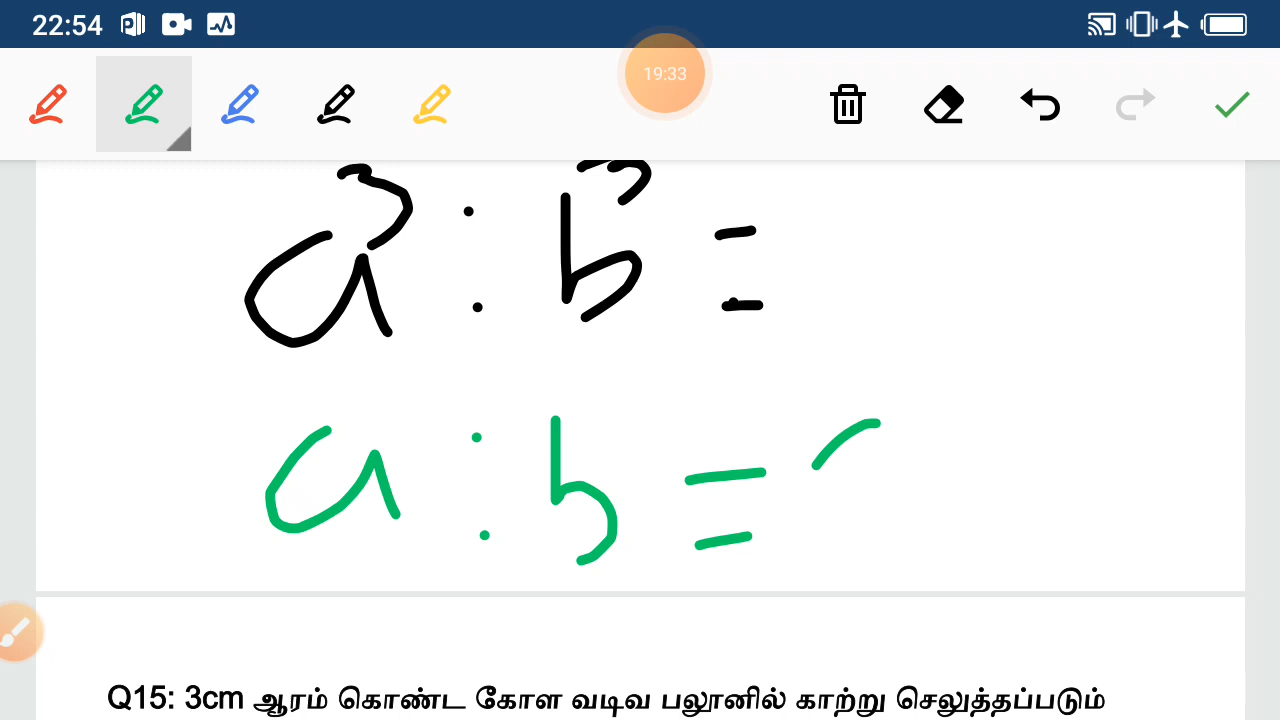 22:54
19:33
a³ : b³ =
a : b =
Q15: 3cm ஆரம் கொண்ட கோள வடிவ பலூனில் காற்று செலுத்தப்படும்